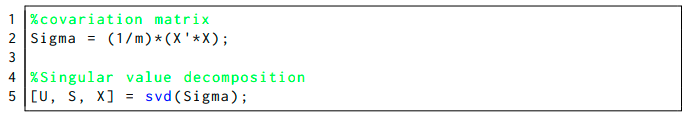 1 %covariation matrix
2 Sigma = (1/m)*(X'*X);
3
4 %Singular value decomposition
5 [U, S, X] = svd(Sigma);